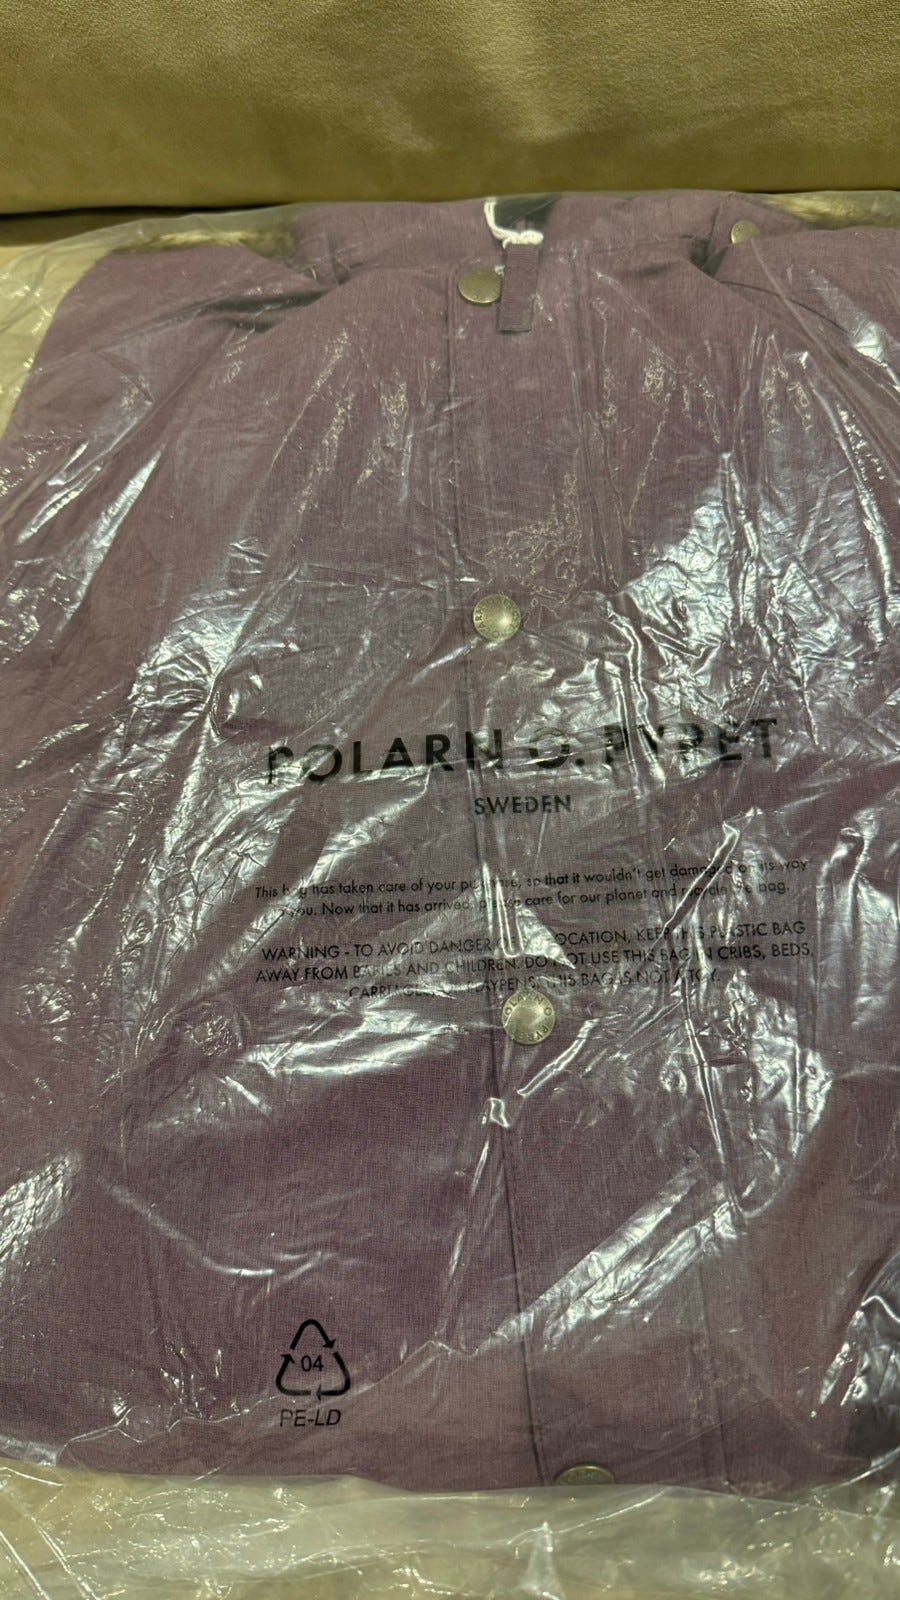 POLARN O. PYRET
SWEDEN
This bag has taken care of your purchase, so that it wouldn't get damaged on its way
you. Now that it has arrived, please care for our planet and recycle the bag.
WARNING - TO AVOID DANGER OF SUFFOCATION, KEEP THIS PLASTIC BAG
AWAY FROM BABIES AND CHILDREN. DO NOT USE THIS BAG IN CRIBS, BEDS,
CARRIAGES, OR PLAYPENS. THIS BAG IS NOT A TOY.
04
PE-LD